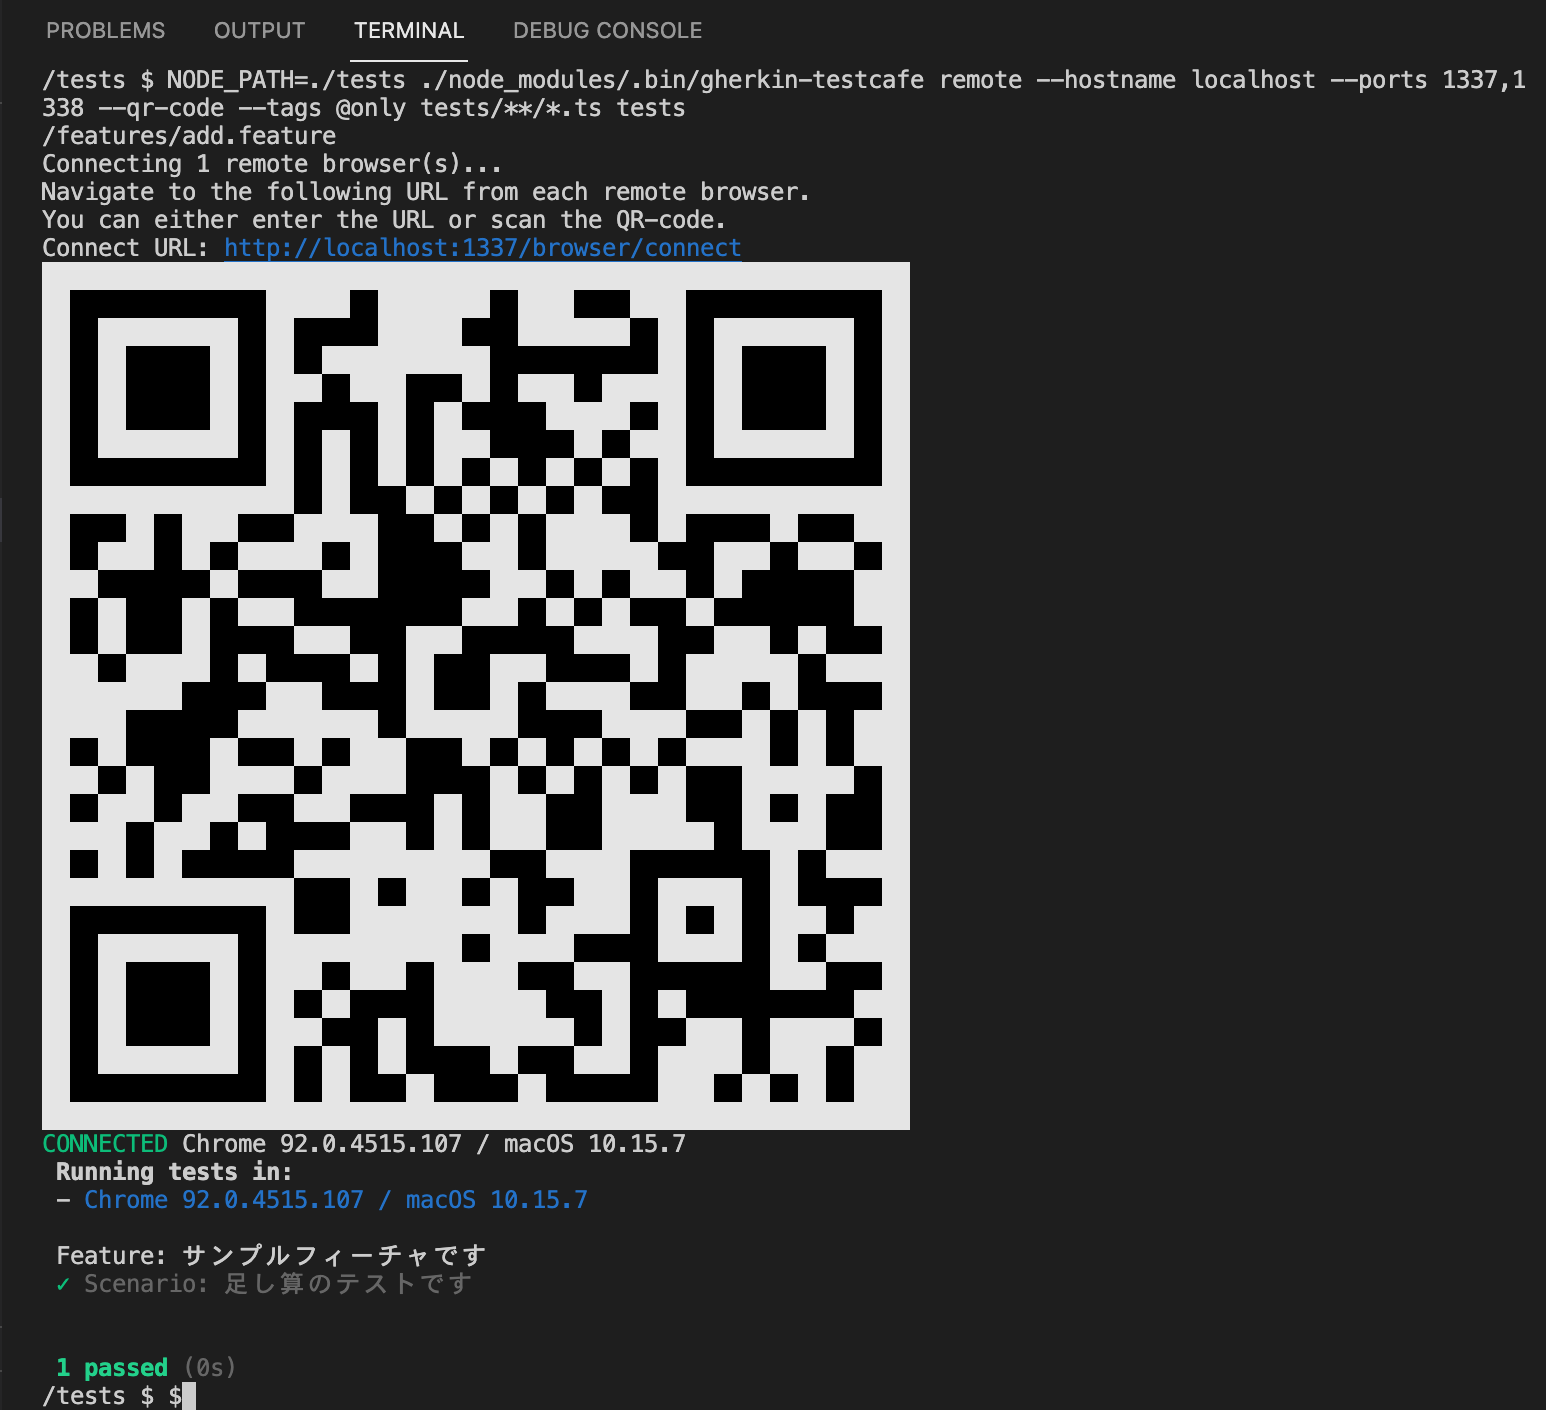 PROBLEMS OUTPUT TERMINAL DEBUG CONSOLE
/tests $ NODE_PATH=./tests ./node_modules/.bin/gherkin-testcafe remote --hostname localhost --ports 1337,1
338 --qr-code --tags @only tests/**/*.ts tests
/features/add.feature
Connecting 1 remote browser(s)...
Navigate to the following URL from each remote browser.
You can either enter the URL or scan the QR-code.
Connect URL: http://localhost:1337/browser/connect
CONNECTED Chrome 92.0.4515.107 / macOS 10.15.7
Running tests in:
- Chrome 92.0.4515.107 / macOS 10.15.7
Feature: サンプルフィーチャです
✓ Scenario: 足し算のテストです
1 passed (0s)
/tests $ $